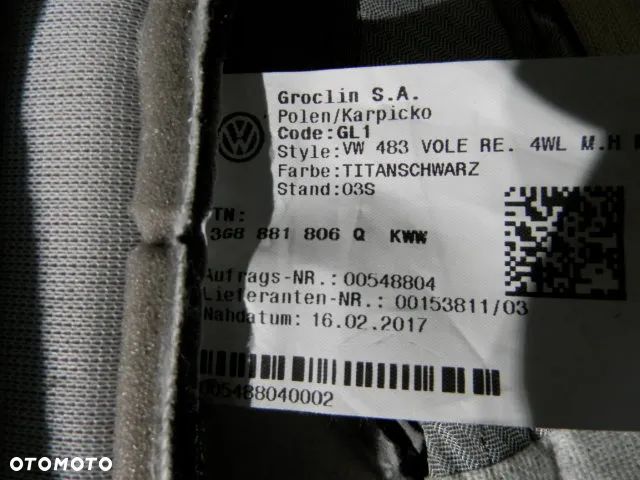 Groclin S.A.
Polen/Karpicko
Code:GL1
Style:VW 483 VOLE RE. 4WL M.H
Farbe:TITANSCHWARZ
Stand:03S
TN:
3G8 881 806 Q KWW
Aufrags-NR.:00548804
Lieferanten-NR.: 00153811/03
Nahdatum: 16.02.2017
005488040002
OTOMOTO